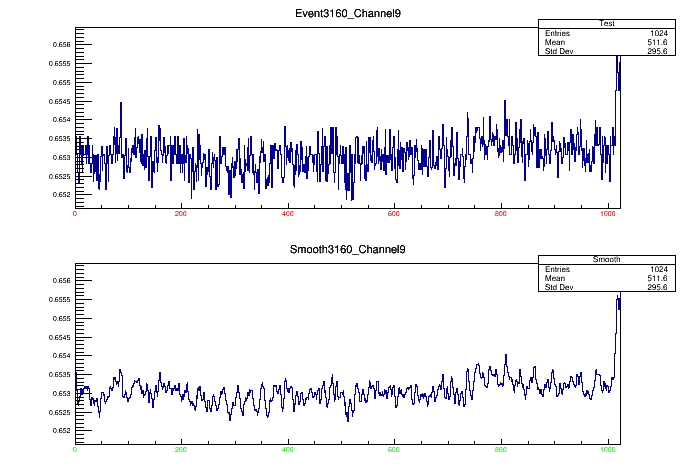 Event3160_Channel9
Test
Entries 1024
Mean 511.6
Std Dev 295.6
0.656
0.6555
0.655
0.6545
0.654
0.6535
0.653
0.6525
0.652
0 200 400 600 800 1000
Smooth3160_Channel9
Smooth
Entries 1024
Mean 511.6
Std Dev 295.6
0.656
0.6555
0.655
0.6545
0.654
0.6535
0.653
0.6525
0.652
0 200 400 600 800 1000